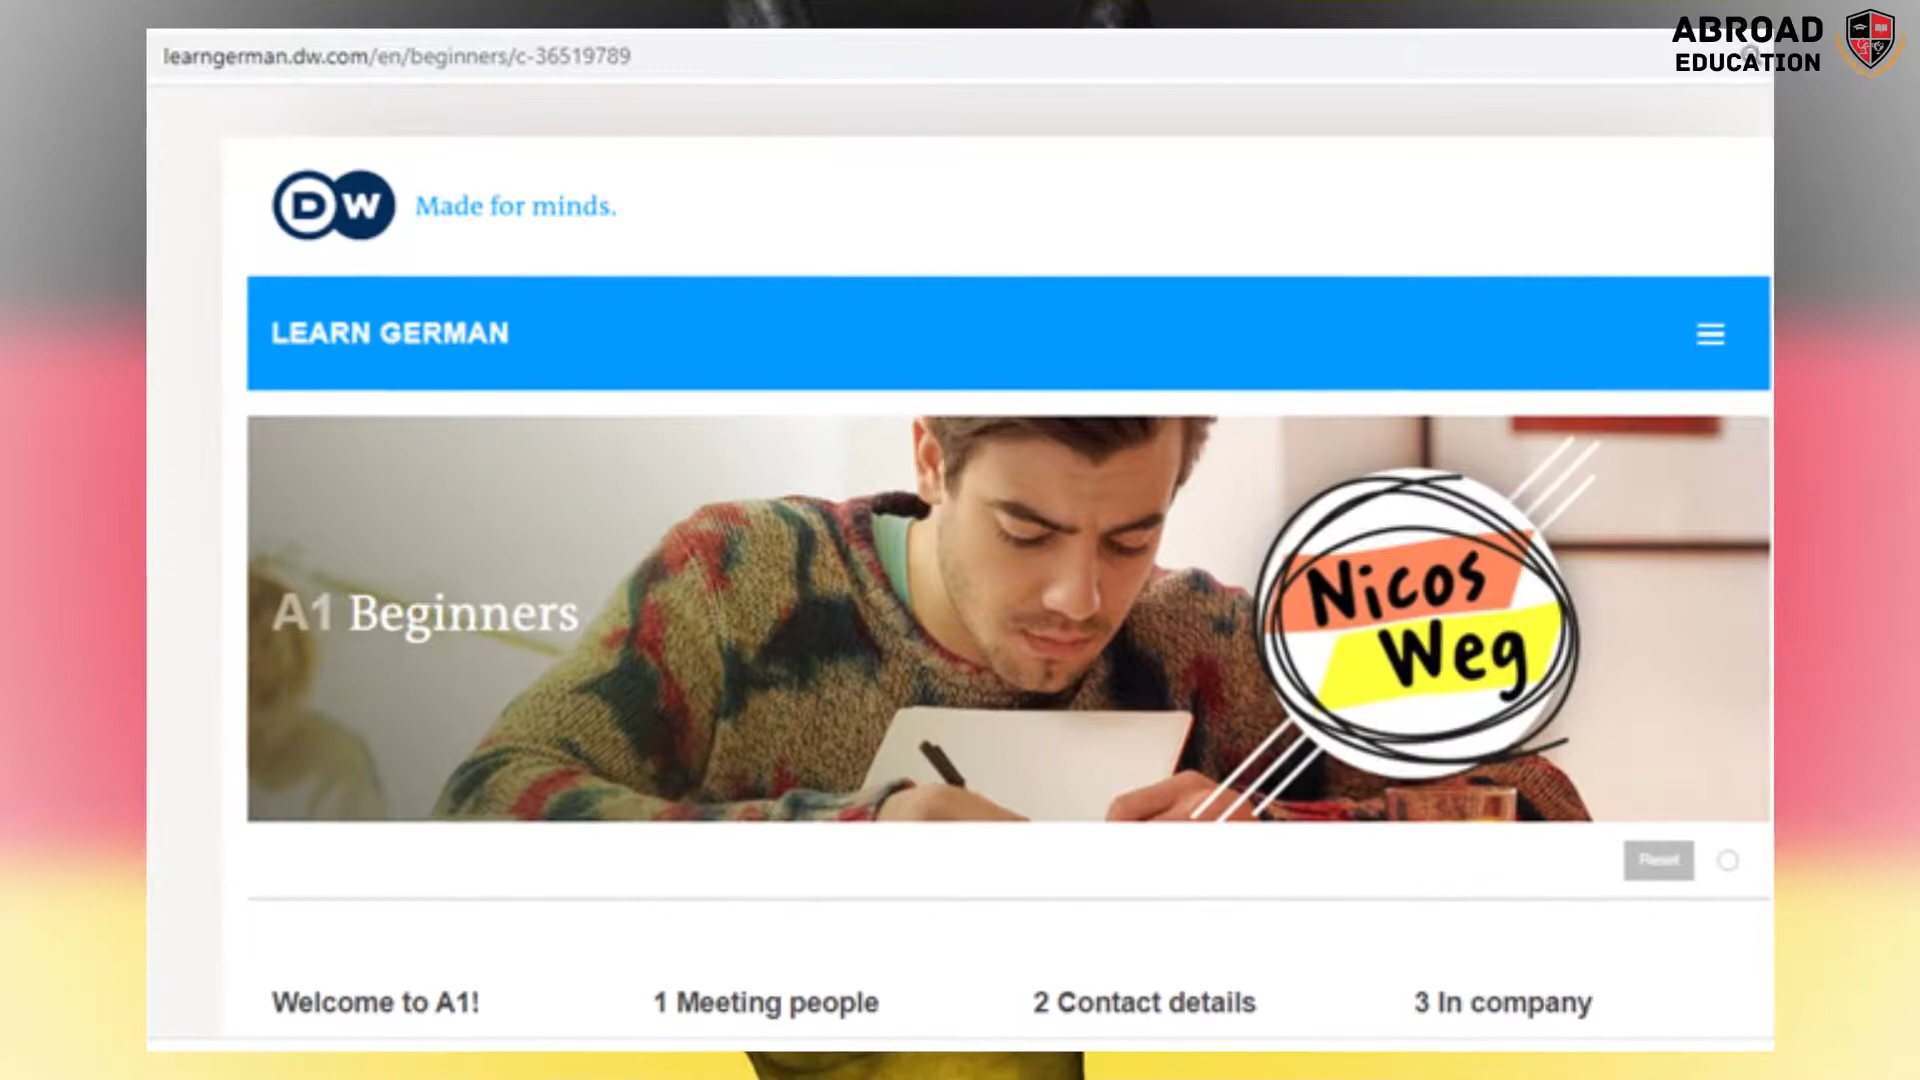 ABROAD
EDUCATION
learngerman.dw.com/en/beginners/c-36519789
DW Made for minds.
LEARN GERMAN
A1 Beginners
Nicos
Weg
Reset
Welcome to A1!
1 Meeting people
2 Contact details
3 In company